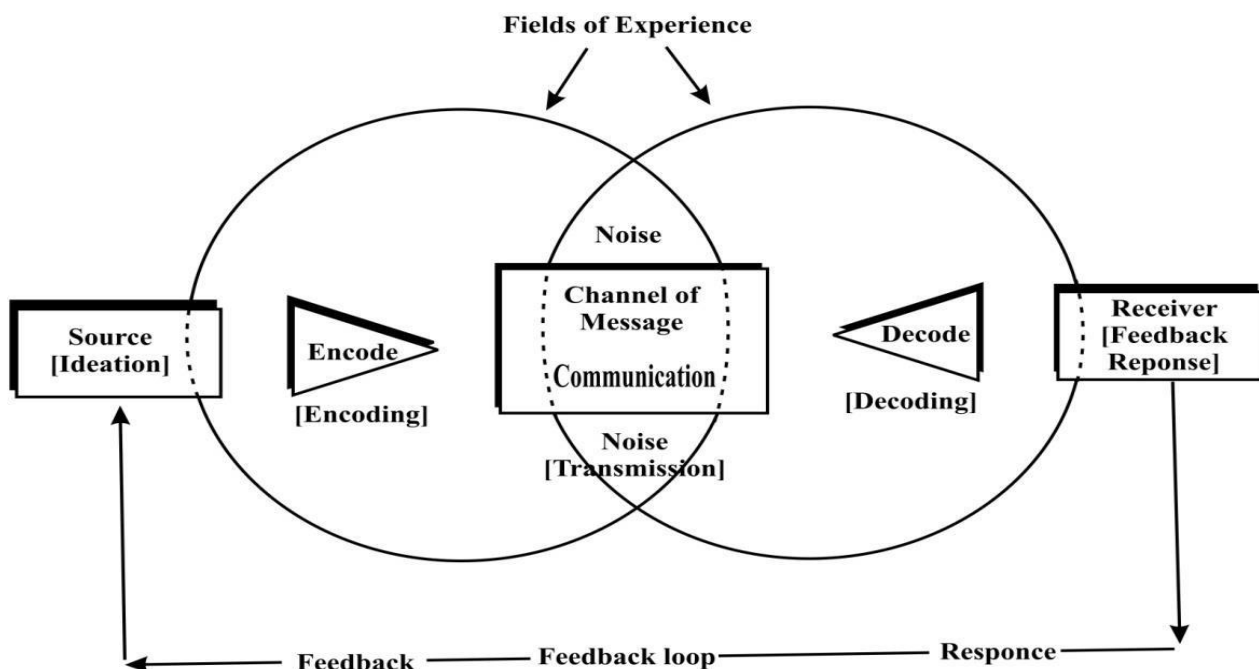 Fields of Experience
Noise
Source
[Ideation]
Encode
[Encoding]
Channel of
Message
Communication
Decode
[Decoding]
Receiver
[Feedback
Reponse]
Noise
[Transmission]
Feedback
Feedback loop
Responce